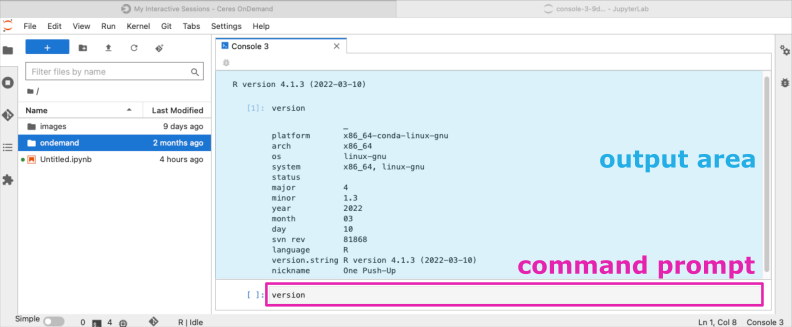 My Interactive Sessions - Ceres OnDemand
console-3-9d... - JupyterLab
File Edit View Run Kernel Git Tabs Settings Help
+
Console 3
Filter files by name
/
Name Last Modified
images 9 days ago
ondemand 2 months ago
Untitled.ipynb 4 hours ago
R version 4.1.3 (2022-03-10)
[1]: version
_
platform x86_64-conda-linux-gnu
arch x86_64
os linux-gnu
system x86_64, linux-gnu
status
major 4
minor 1.3
year 2022
month 03
day 10
svn rev 81868
language R
version.string R version 4.1.3 (2022-03-10)
nickname One Push-Up
output area
command prompt
[ ]: version
Simple 0 4 R | Idle Ln 1, Col 8 Console 3